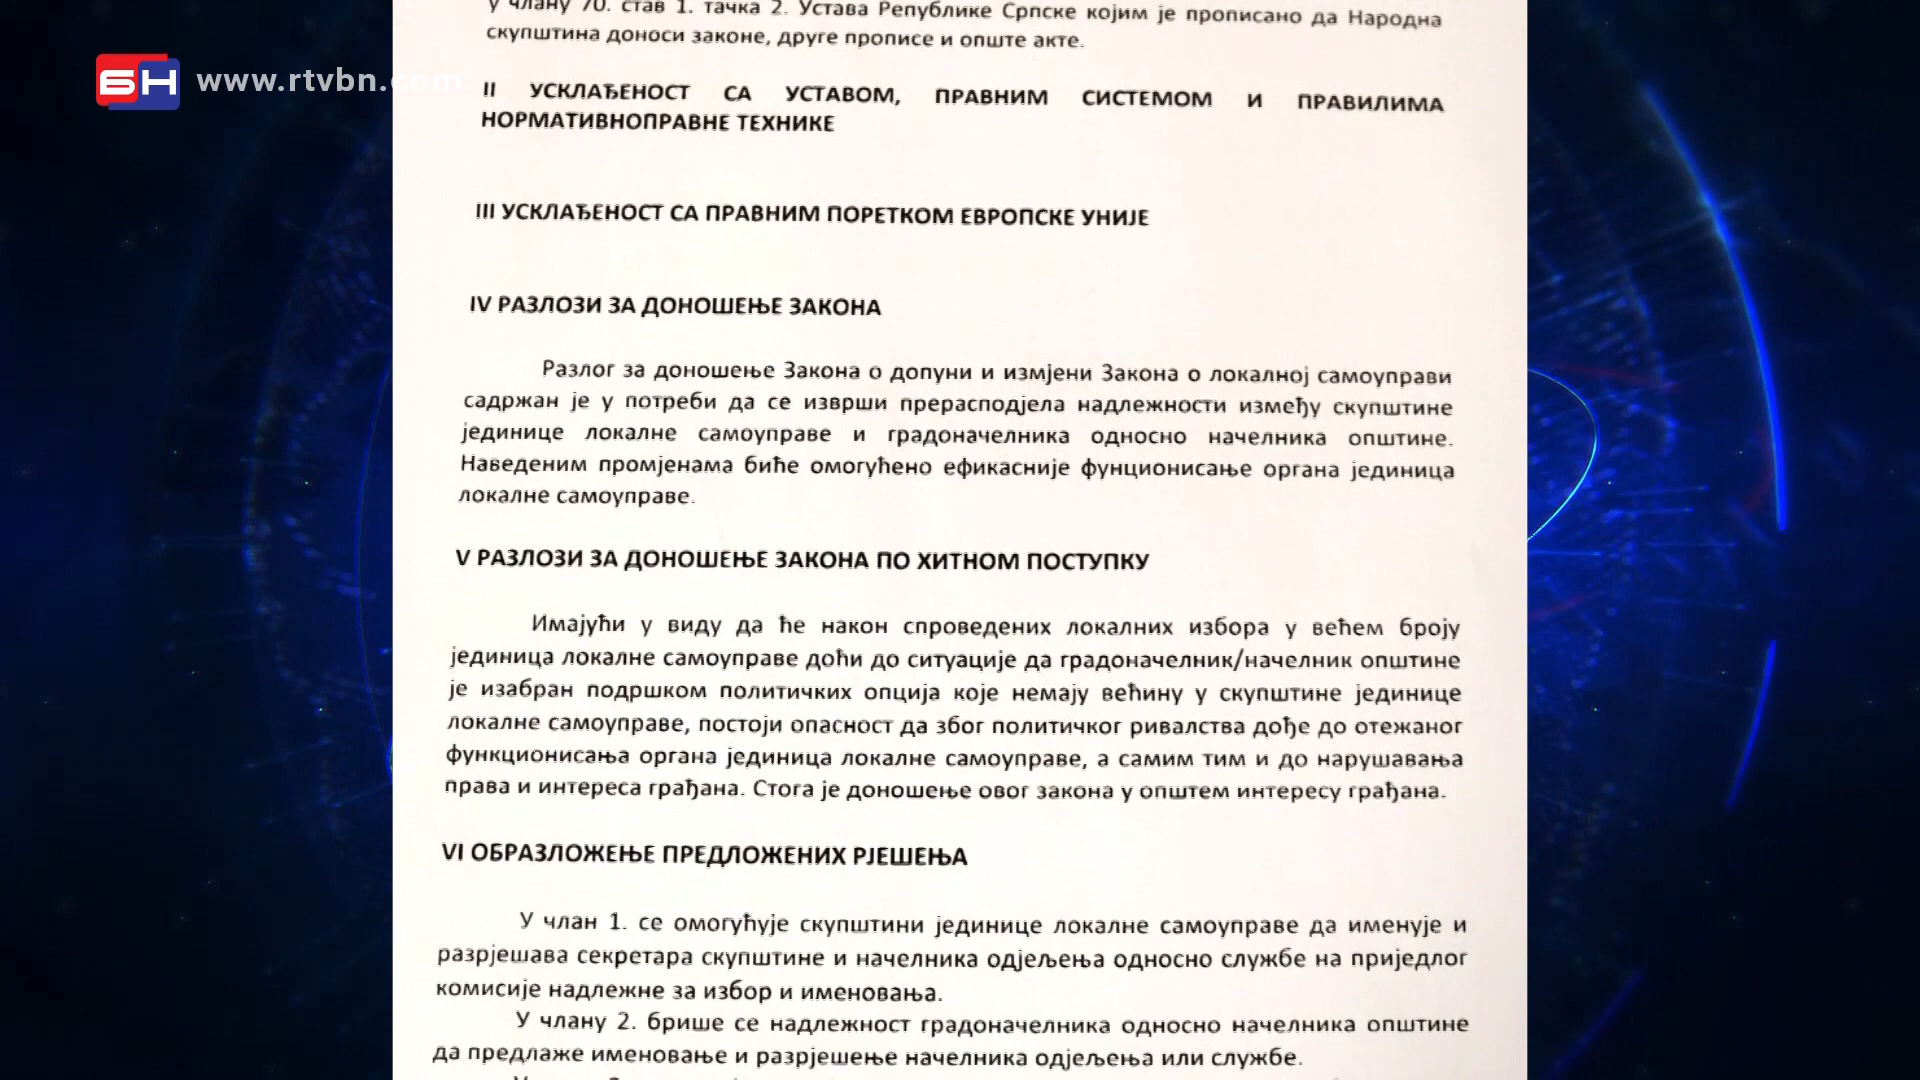 у члану 70. став 1. тачка 2. Устава Републике Српске којим је прописано да Народна
скупштина доноси законе, друге прописе и опште акте.
БН www.rtvbn.com
II УСКЛАЂЕНОСТ СА УСТАВОМ, ПРАВНИМ СИСТЕМОМ И ПРАВИЛИМА
НОРМАТИВНОПРАВНЕ ТЕХНИКЕ
III УСКЛАЂЕНОСТ СА ПРАВНИМ ПОРЕТКОМ ЕВРОПСКЕ УНИЈЕ
IV РАЗЛОЗИ ЗА ДОНОШЕЊЕ ЗАКОНА
Разлог за доношење Закона о допуни и измјени Закона о локалној самоуправи
садржан је у потреби да се изврши прерасподјела надлежности између скупштине
јединице локалне самоуправе и градоначелника односно начелника општине.
Наведеним промјенама биће омогућено ефикасније фунционисање органа јединица
локалне самоуправе.
V РАЗЛОЗИ ЗА ДОНОШЕЊЕ ЗАКОНА ПО ХИТНОМ ПОСТУПКУ
Имајући у виду да ће након спроведених локалних избора у већем броју
јединица локалне самоуправе доћи до ситуације да градоначелник/начелник општине
је изабран подршком политичких опција које немају већину у скупштине јединице
локалне самоуправе, постоји опасност да због политичког ривалства дође до отежаног
функционисања органа јединица локалне самоуправе, а самим тим и до нарушавања
права и интереса грађана. Стога је доношење овог закона у општем интересу грађана.
VI ОБРАЗЛОЖЕЊЕ ПРЕДЛОЖЕНИХ РЈЕШЕЊА
У члан 1. се омогућује скупштини јединице локалне самоуправе да именује и
разрјешава секретара скупштине и начелника одјељења односно службе на приједлог
комисије надлежне за избор и именовања.
У члану 2. брише се надлежност градоначелника односно начелника општине
да предлаже именовање и разрјешење начелника одјељења или службе.